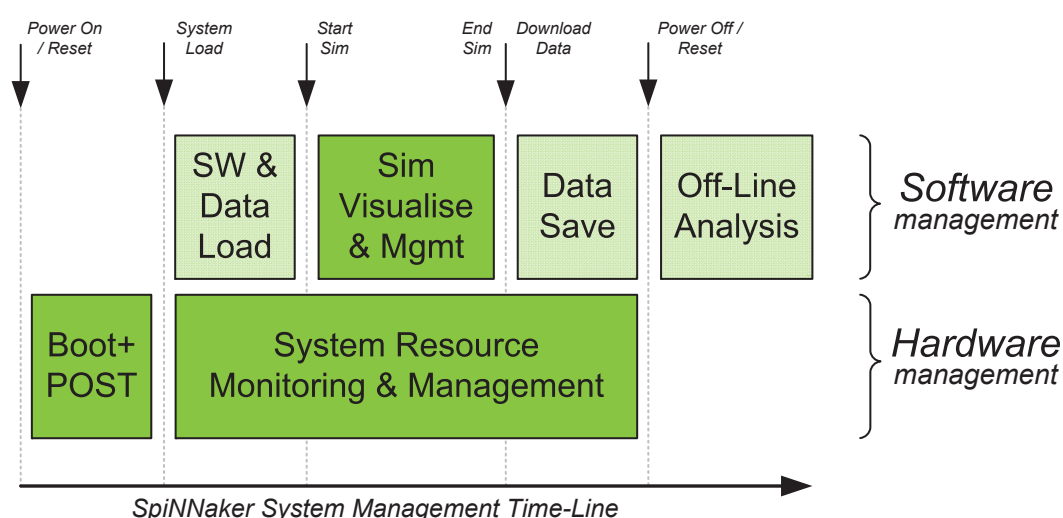 Power On
/ Reset
System
Load
Start
Sim
End
Sim
Download
Data
Power Off /
Reset
SW &
Data
Load
Sim
Visualise
& Mgmt
Data
Save
Off-Line
Analysis
Software
management
Boot+
POST
System Resource
Monitoring & Management
Hardware
management
SpiNNaker System Management Time-Line